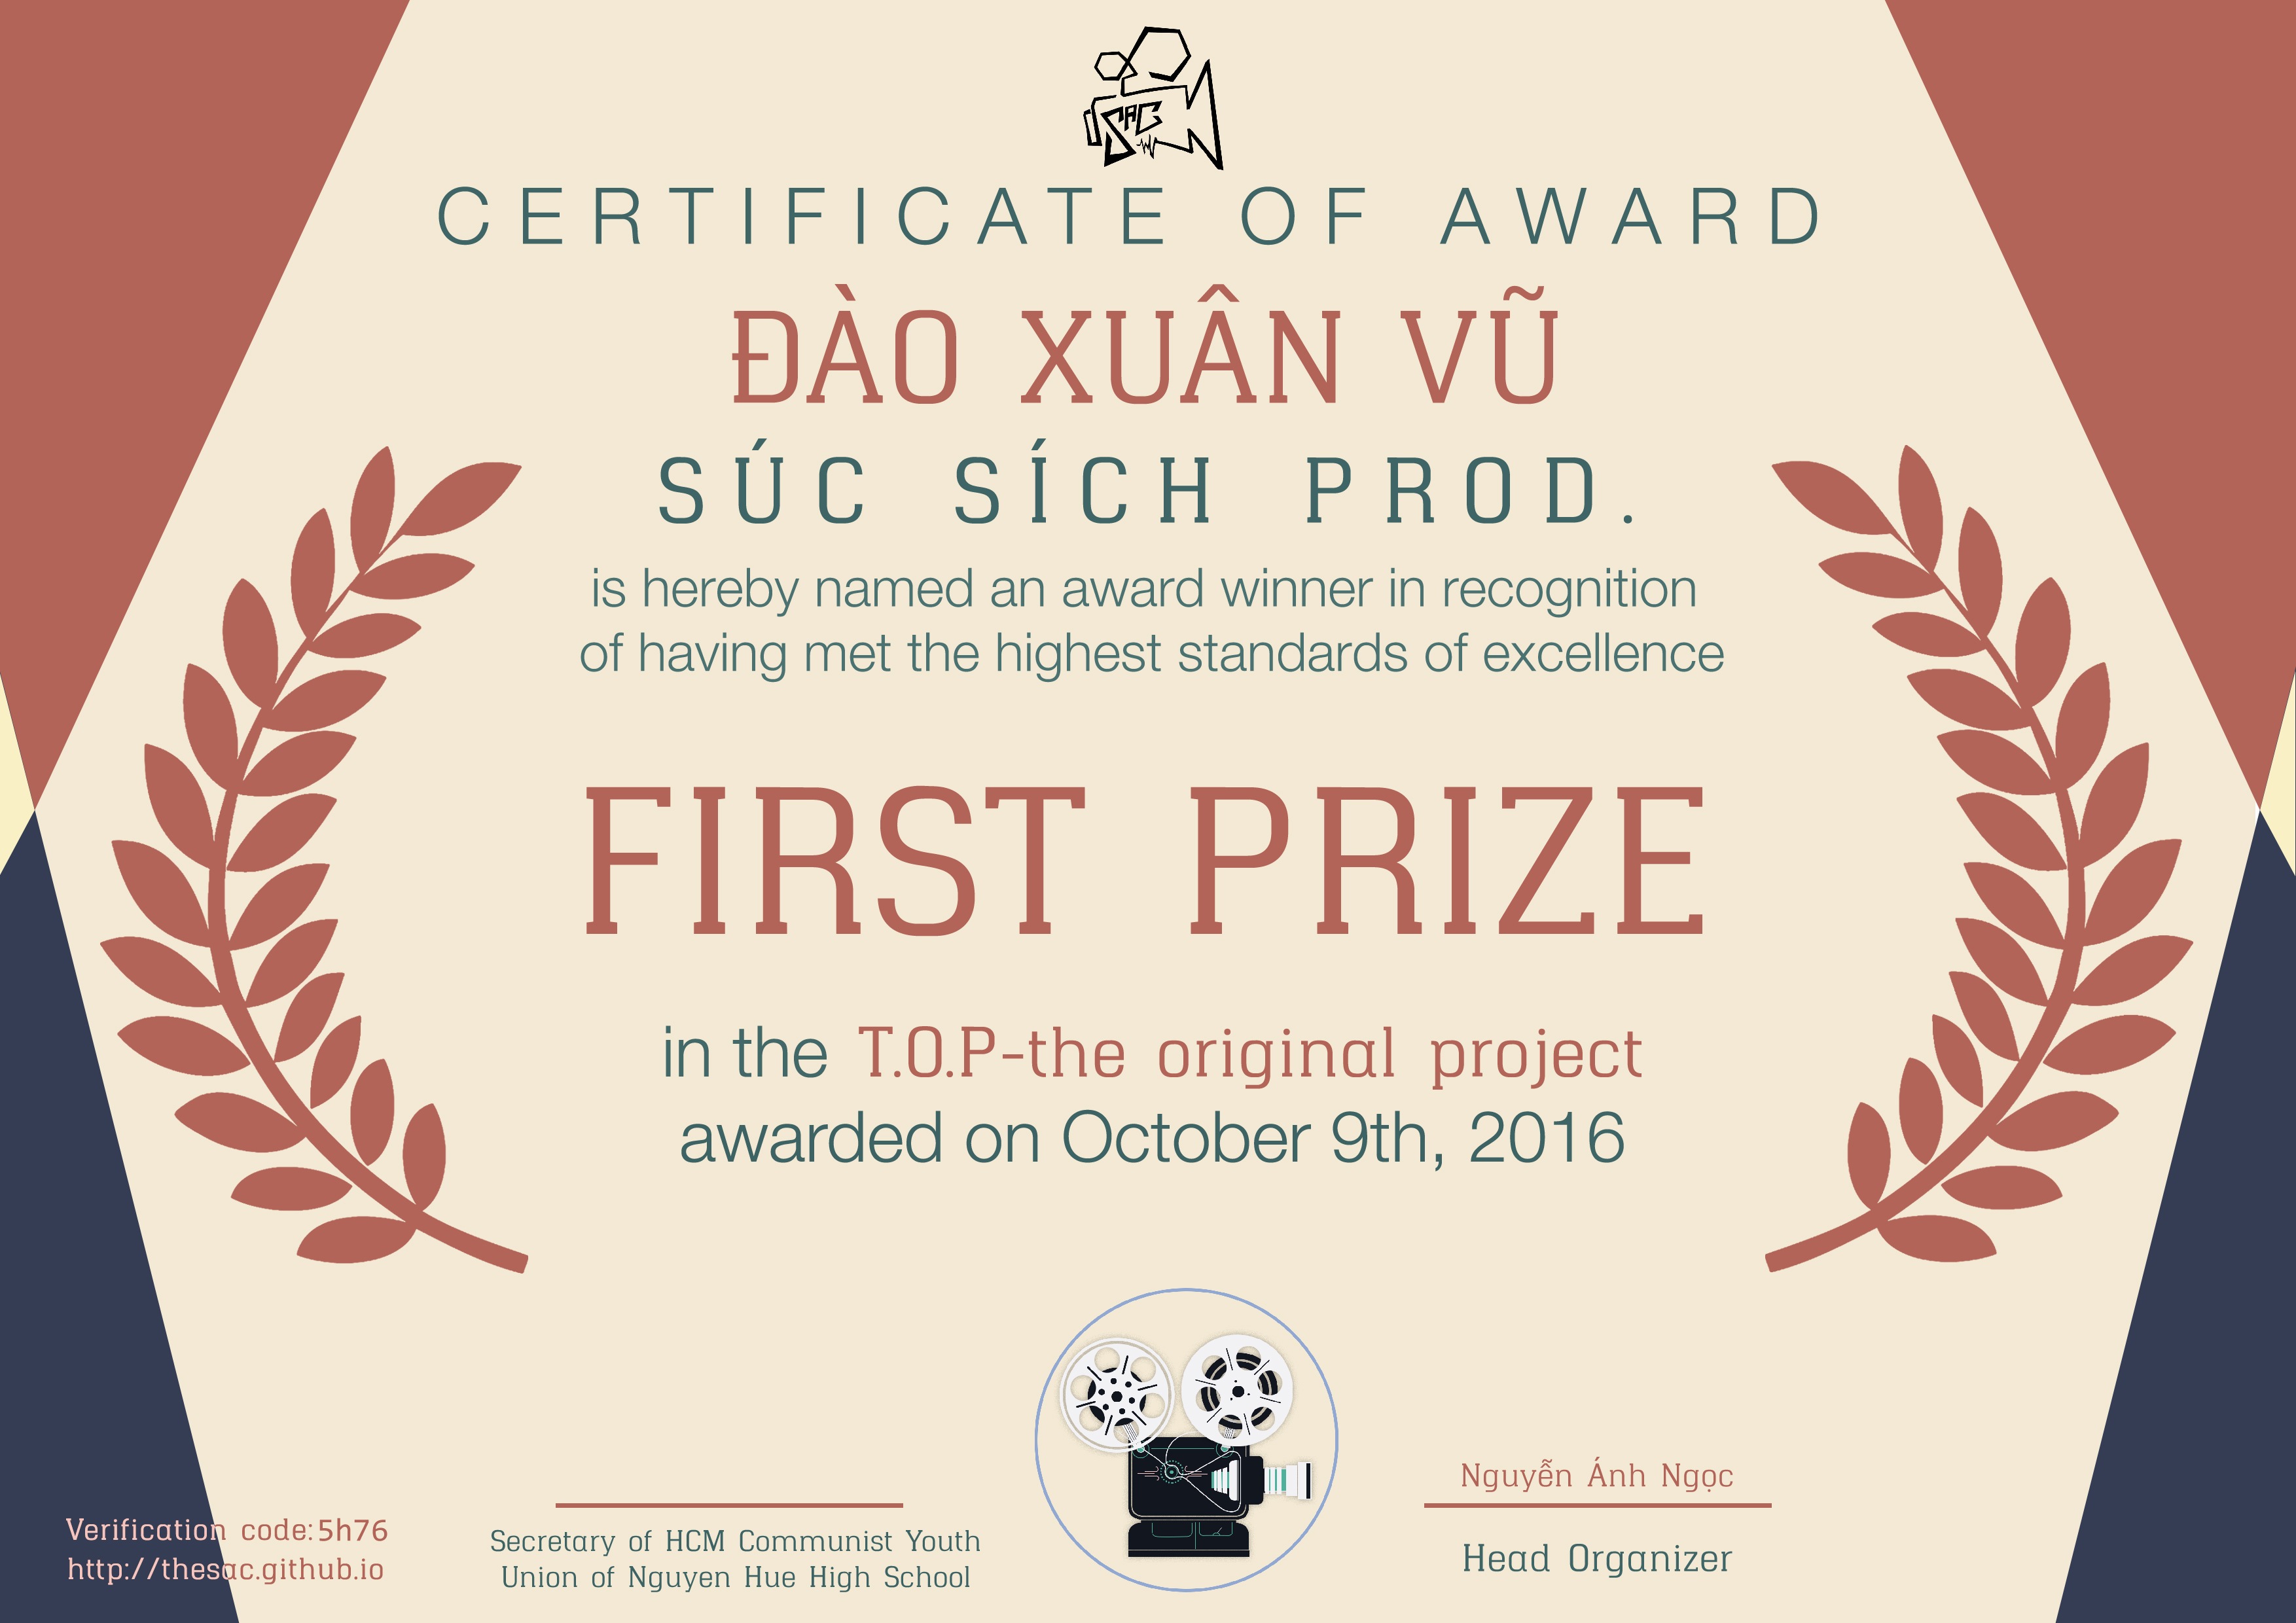 SAC
CERTIFICATE OF AWARD
ĐÀO XUÂN VŨ
SÚC SÍCH PROD.
is hereby named an award winner in recognition
of having met the highest standards of excellence
FIRST PRIZE
in the T.O.P-the original project
awarded on October 9th, 2016
Nguyễn Ánh Ngọc
Verification code:5h76
http://thesac.github.io
Secretary of HCM Communist Youth
Union of Nguyen Hue High School
Head Organizer